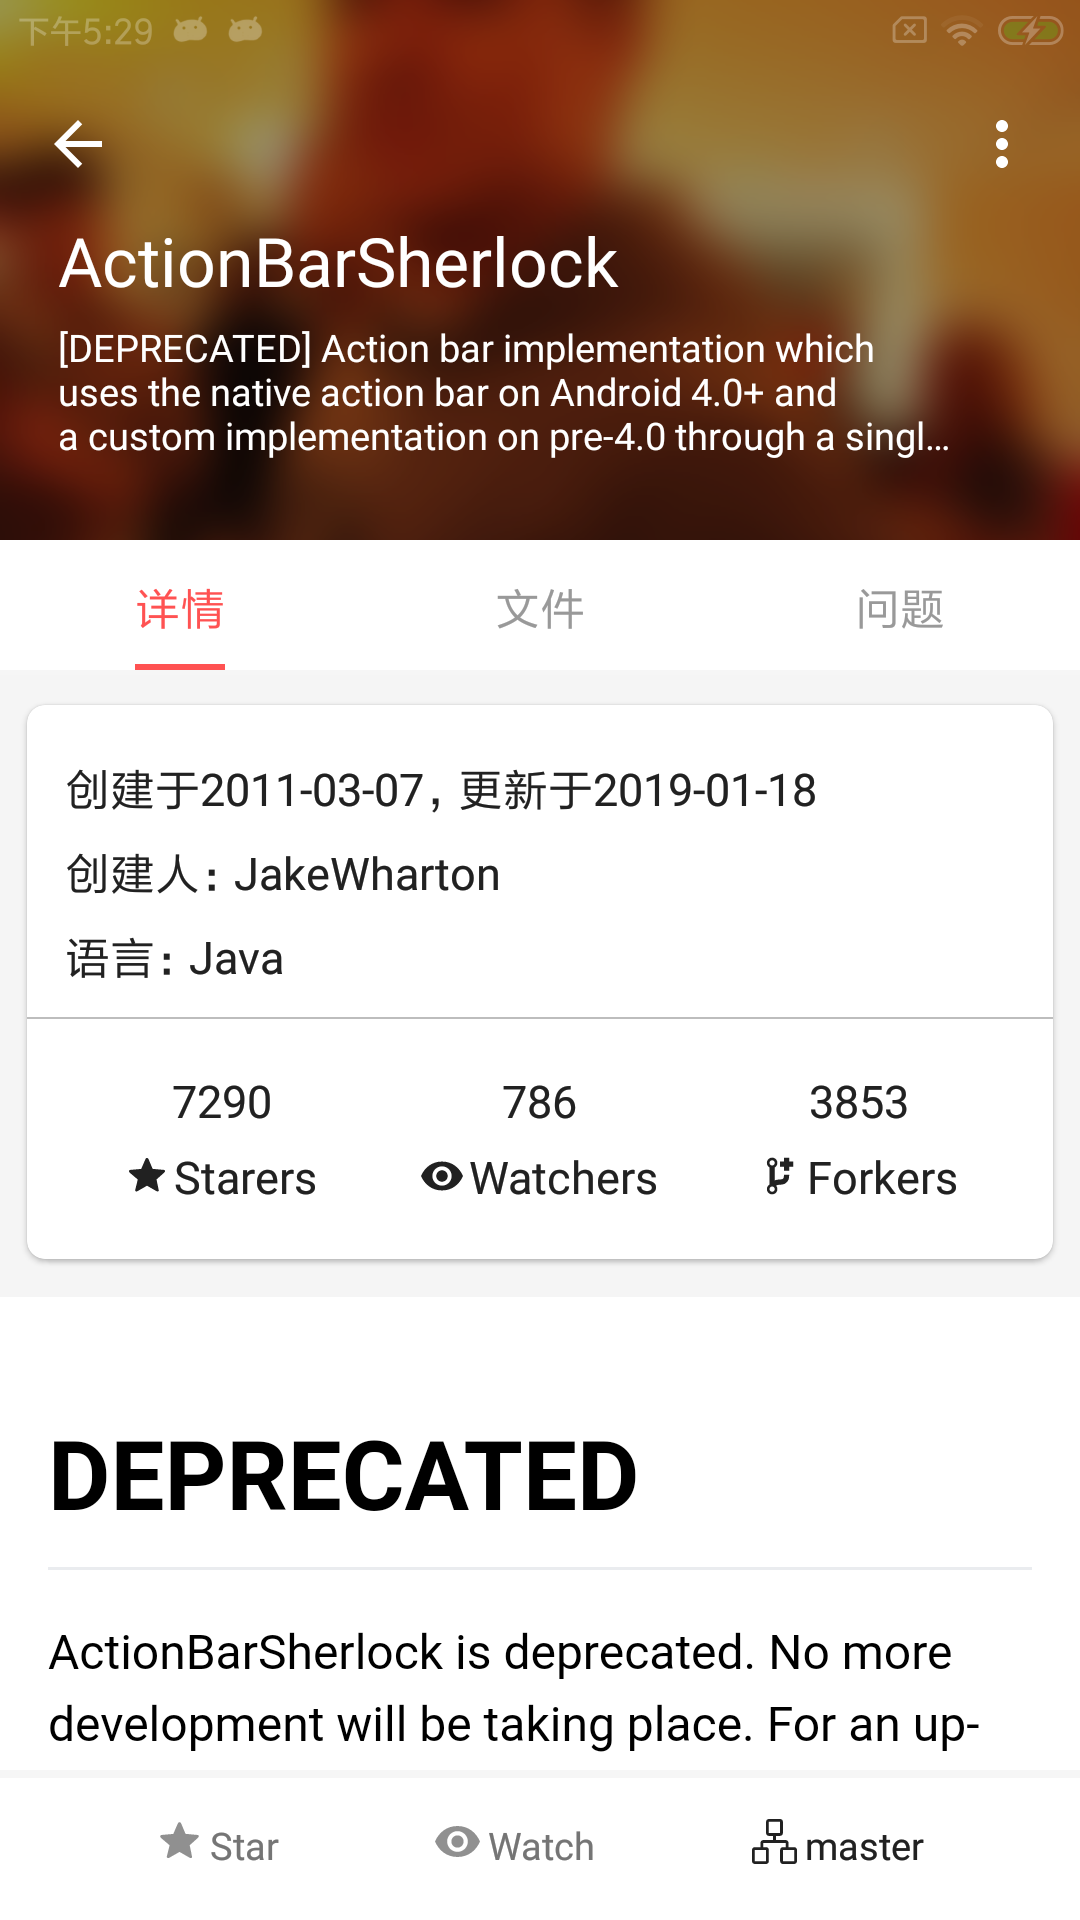 下午5:29
ActionBarSherlock
[DEPRECATED] Action bar implementation which
uses the native action bar on Android 4.0+ and
a custom implementation on pre-4.0 through a singl...
详情
文件
问题
创建于2011-03-07, 更新于2019-01-18
创建人: JakeWharton
语言: Java
7290
786
3853
Starers
Watchers
Forkers
DEPRECATED
ActionBarSherlock is deprecated. No more
development will be taking place. For an up-
Star
Watch
master